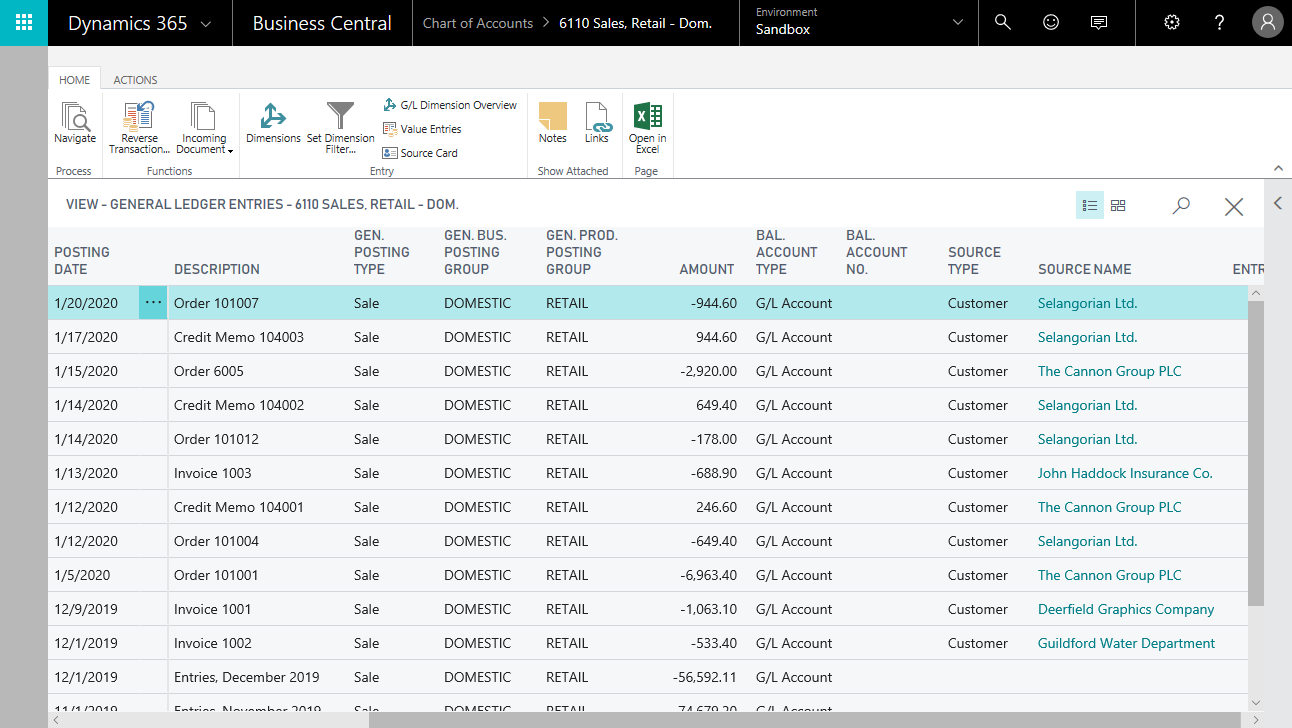 Dynamics 365
Business Central
Chart of Accounts > 6110 Sales, Retail - Dom.
Environment
Sandbox
HOME ACTIONS
Navigate
Reverse
Transaction...
Incoming
Document
Dimensions
Set Dimension
Filter...
G/L Dimension Overview
Value Entries
Source Card
Notes
Links
Open in
Excel
Process Functions Entry Show Attached Page
VIEW - GENERAL LEDGER ENTRIES - 6110 SALES, RETAIL - DOM.
POSTING
DATE
DESCRIPTION
GEN.
POSTING
TYPE
GEN. BUS.
POSTING
GROUP
GEN. PROD.
POSTING
GROUP
AMOUNT
BAL.
ACCOUNT
TYPE
BAL.
ACCOUNT
NO.
SOURCE
TYPE
SOURCE NAME
ENTR
1/20/2020 ... Order 101007 Sale DOMESTIC RETAIL -944.60 G/L Account Customer Selangorian Ltd.
1/17/2020 Credit Memo 104003 Sale DOMESTIC RETAIL 944.60 G/L Account Customer Selangorian Ltd.
1/15/2020 Order 6005 Sale DOMESTIC RETAIL -2,920.00 G/L Account Customer The Cannon Group PLC
1/14/2020 Credit Memo 104002 Sale DOMESTIC RETAIL 649.40 G/L Account Customer Selangorian Ltd.
1/14/2020 Order 101012 Sale DOMESTIC RETAIL -178.00 G/L Account Customer Selangorian Ltd.
1/13/2020 Invoice 1003 Sale DOMESTIC RETAIL -688.90 G/L Account Customer John Haddock Insurance Co.
1/12/2020 Credit Memo 104001 Sale DOMESTIC RETAIL 246.60 G/L Account Customer The Cannon Group PLC
1/12/2020 Order 101004 Sale DOMESTIC RETAIL -649.40 G/L Account Customer Selangorian Ltd.
1/5/2020 Order 101001 Sale DOMESTIC RETAIL -6,963.40 G/L Account Customer The Cannon Group PLC
12/9/2019 Invoice 1001 Sale DOMESTIC RETAIL -1,063.10 G/L Account Customer Deerfield Graphics Company
12/1/2019 Invoice 1002 Sale DOMESTIC RETAIL -533.40 G/L Account Customer Guildford Water Department
12/1/2019 Entries, December 2019 Sale DOMESTIC RETAIL -56,592.11 G/L Account
11/1/2019 Entries, November 2019 Sale DOMESTIC RETAIL G/L Account